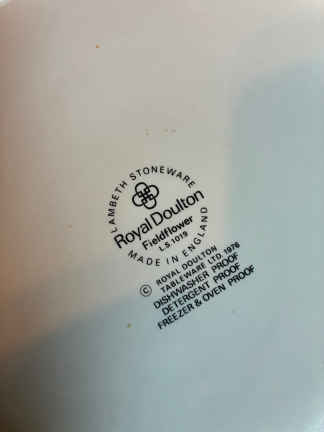 LAMBETH STONEWARE
Royal Doulton
Fieldflower
L.S.1019
MADE IN ENGLAND
© ROYAL DOULTON
TABLEWARE LTD. 1976
DISHWASHER PROOF
DETERGENT PROOF
FREEZER & OVEN PROOF